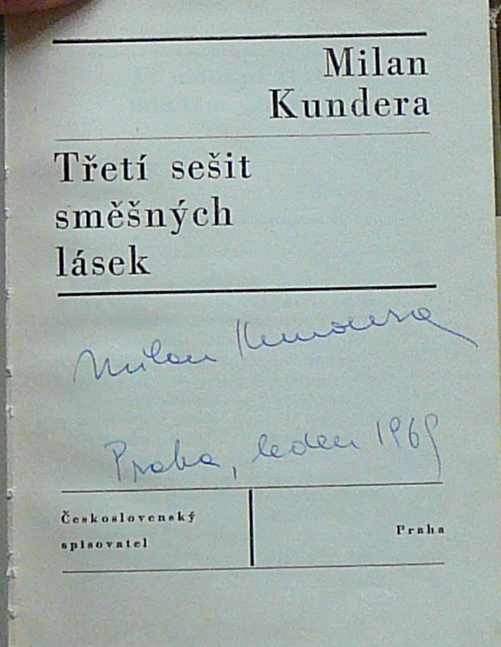 Milan
Kundera
Třetí sešit
směšných
lásek
Milan Kundera
Praha, leden 1969
Československý
spisovatel
Praha